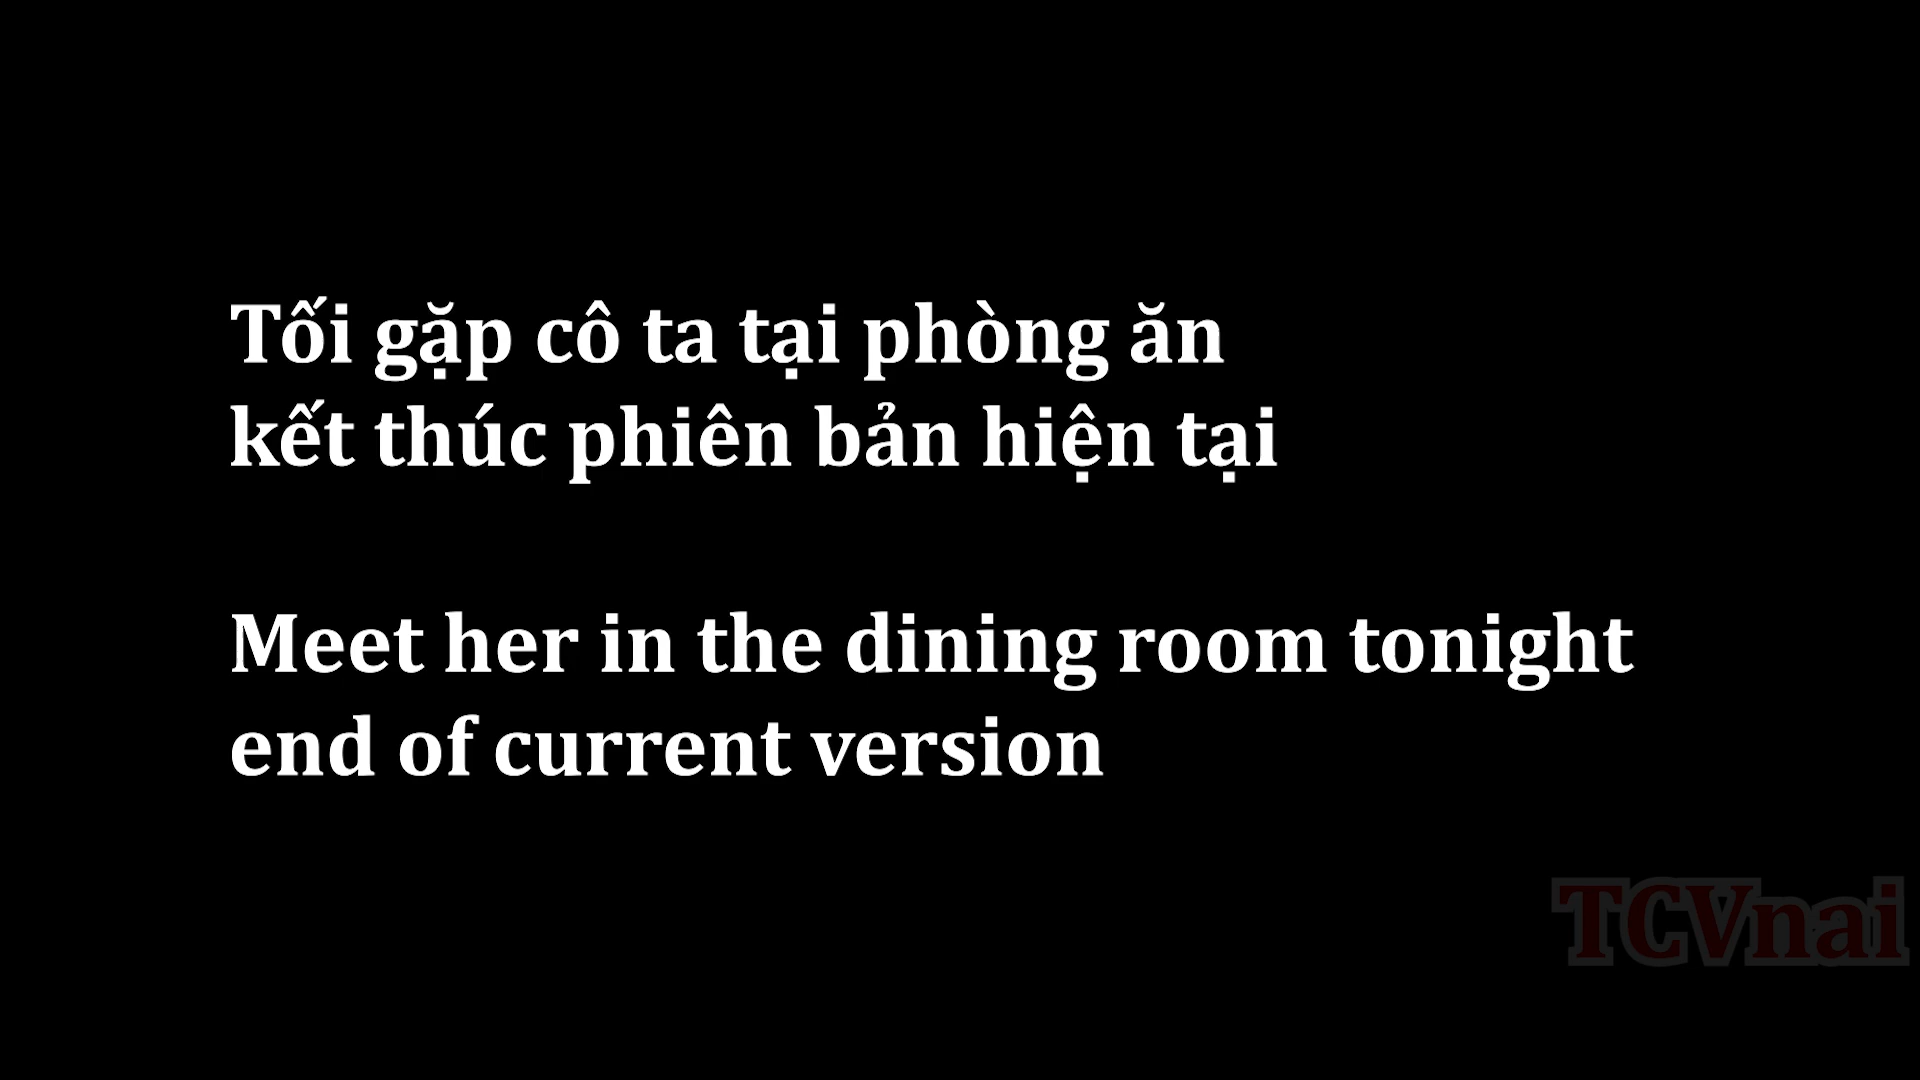 Tối gặp cô ta tại phòng ăn
kết thúc phiên bản hiện tại
Meet her in the dining room tonight
end of current version
TCVnai